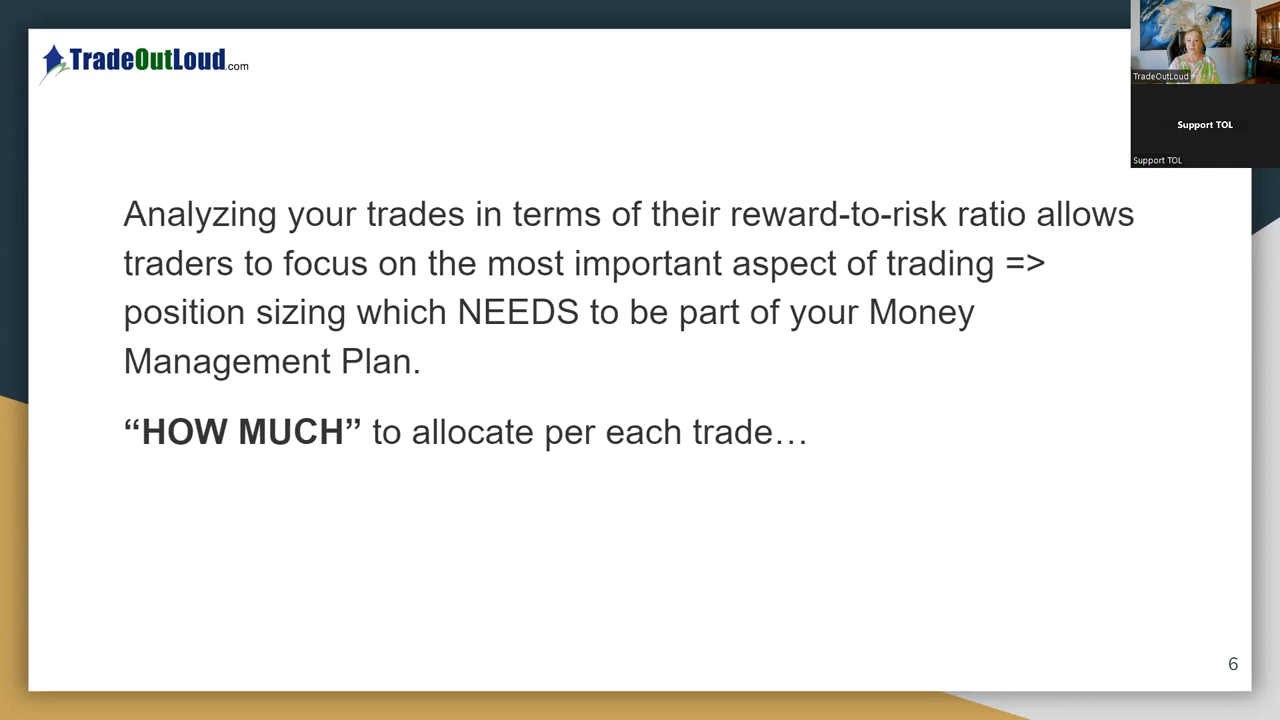 TradeOutLoud.com
TradeOutLoud
Support TOL
Support TOL
Analyzing your trades in terms of their reward-to-risk ratio allows
traders to focus on the most important aspect of trading =>
position sizing which NEEDS to be part of your Money
Management Plan.
“HOW MUCH” to allocate per each trade…
6